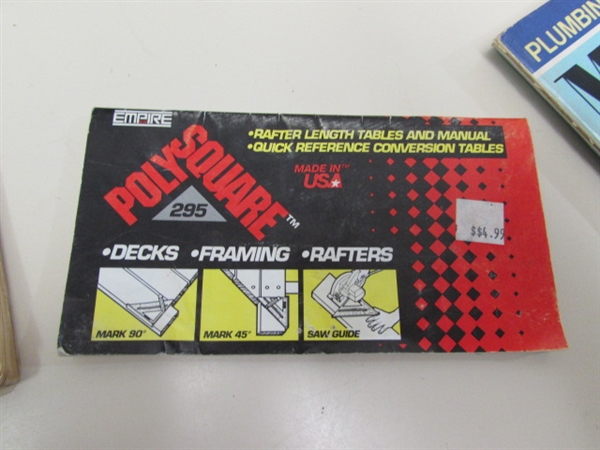 EMPIRE
POLYSQUARE™
295
•RAFTER LENGTH TABLES AND MANUAL
•QUICK REFERENCE CONVERSION TABLES
MADE IN
USA
$$4.99
•DECKS •FRAMING •RAFTERS
MARK 90° MARK 45° SAW GUIDE
PLUMBIN